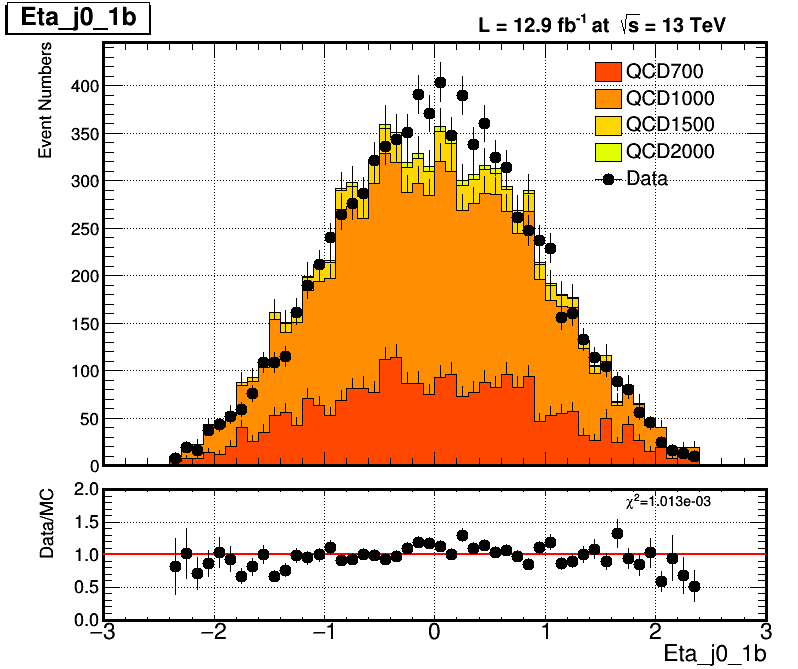 Eta_j0_1b
L = 12.9 fb⁻¹ at √s = 13 TeV
Event Numbers
400
350
300
250
200
150
100
50
0
QCD700
QCD1000
QCD1500
QCD2000
Data
Data/MC
2.0
1.5
1.0
0.5
0.0
χ²=1.013e-03
−3 −2 −1 0 1 2 3
Eta_j0_1b